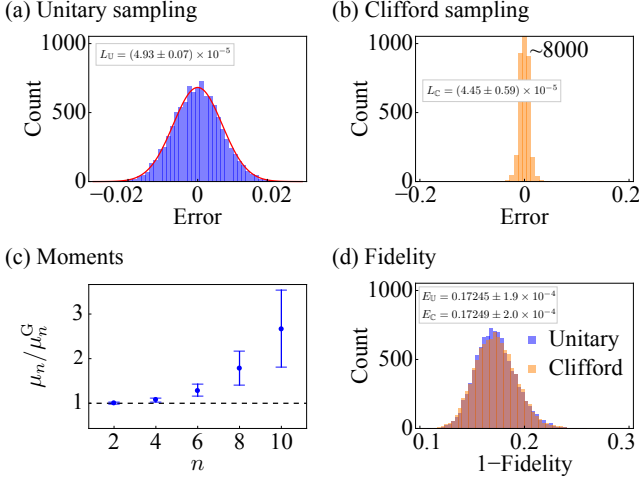 (a) Unitary sampling
1000
500
0
Count
L_U = (4.93 ± 0.07) × 10^-5
−0.02
0
0.02
Error
(b) Clifford sampling
1000
500
0
Count
~8000
L_C = (4.45 ± 0.59) × 10^-5
−0.2
0
0.2
Error
(c) Moments
3
2
1
μ_n/μ_n^G
2
4
6
8
10
n
(d) Fidelity
1000
500
0
Count
E_U = 0.17245 ± 1.9 × 10^-4
E_C = 0.17249 ± 2.0 × 10^-4
Unitary
Clifford
0.1
0.2
0.3
1−Fidelity